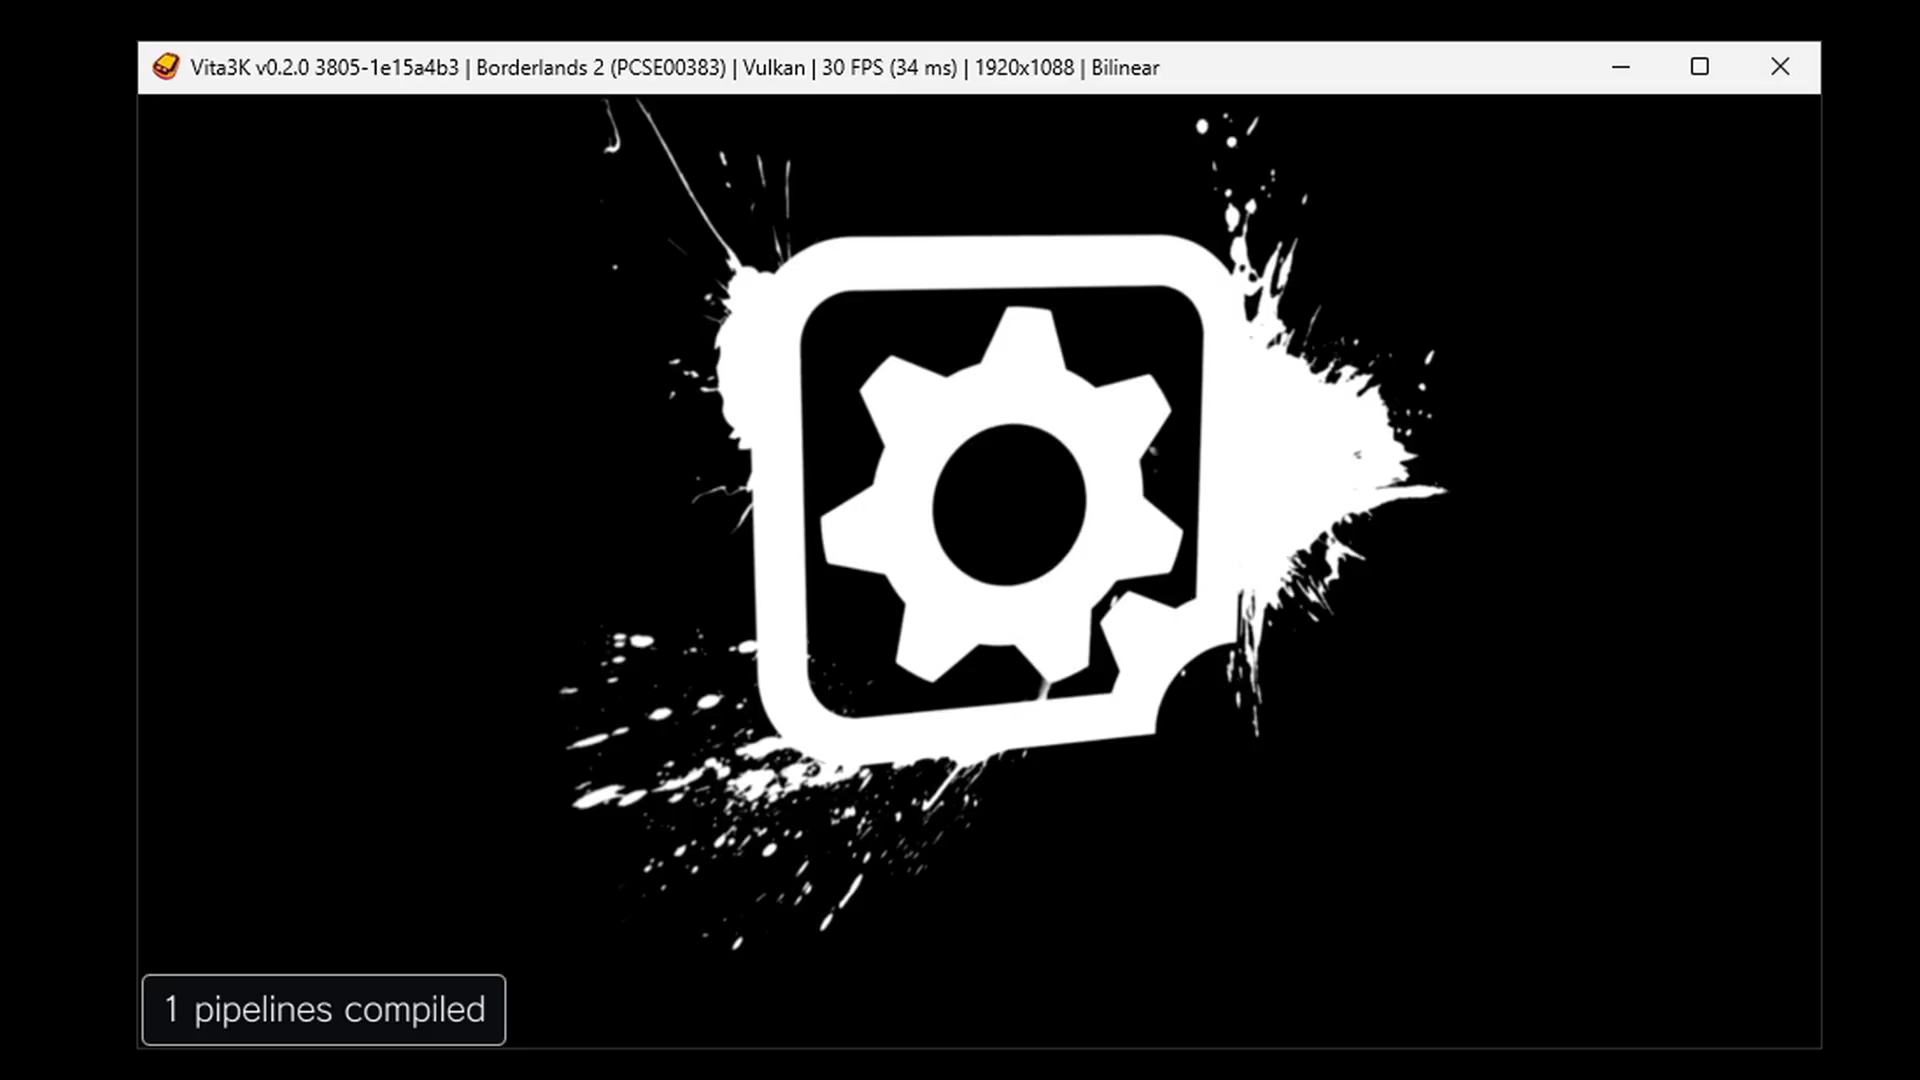 Vita3K v0.2.0 3805-1e15a4b3 | Borderlands 2 (PCSE00383) | Vulkan | 30 FPS (34 ms) | 1920x1088 | Bilinear
1 pipelines compiled